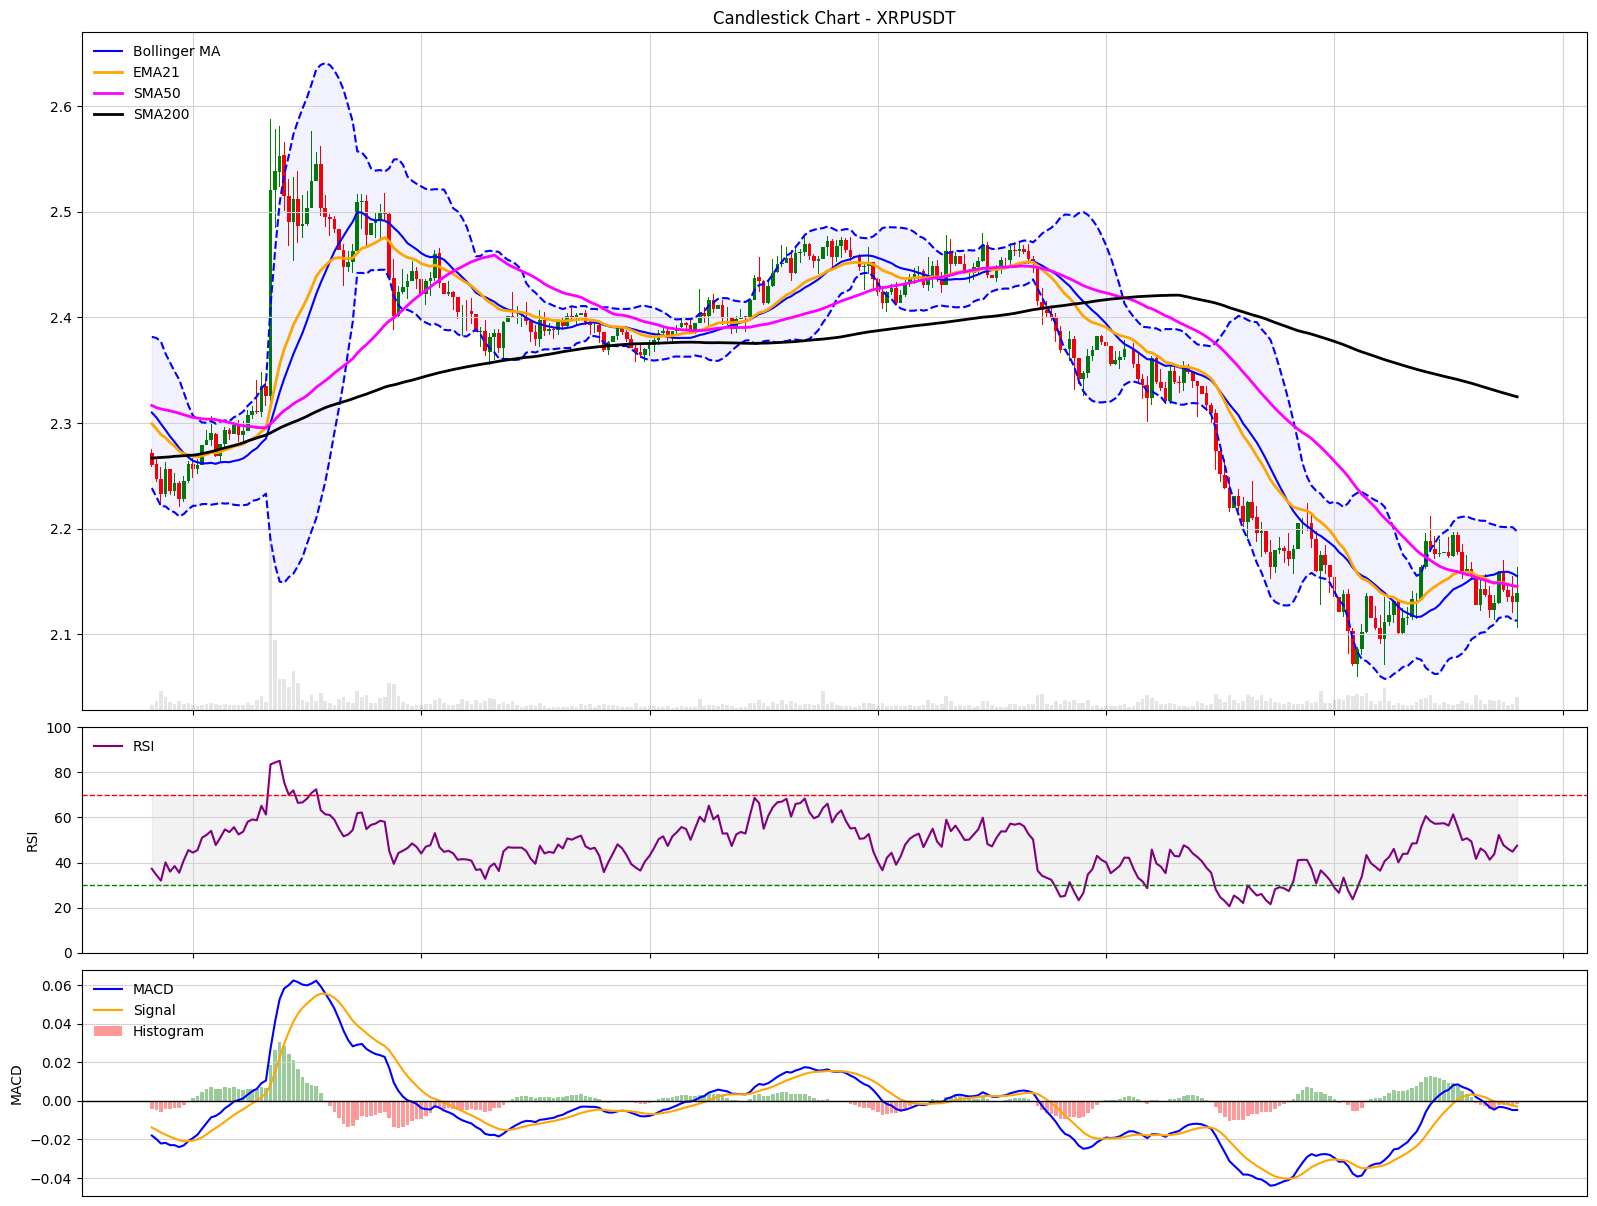 Candlestick Chart - XRPUSDT
Bollinger MA
EMA21
SMA50
SMA200
2.6
2.5
2.4
2.3
2.2
2.1
RSI
100
80
60
40
20
0
RSI
MACD
Signal
Histogram
0.06
0.04
0.02
0.00
−0.02
−0.04
MACD